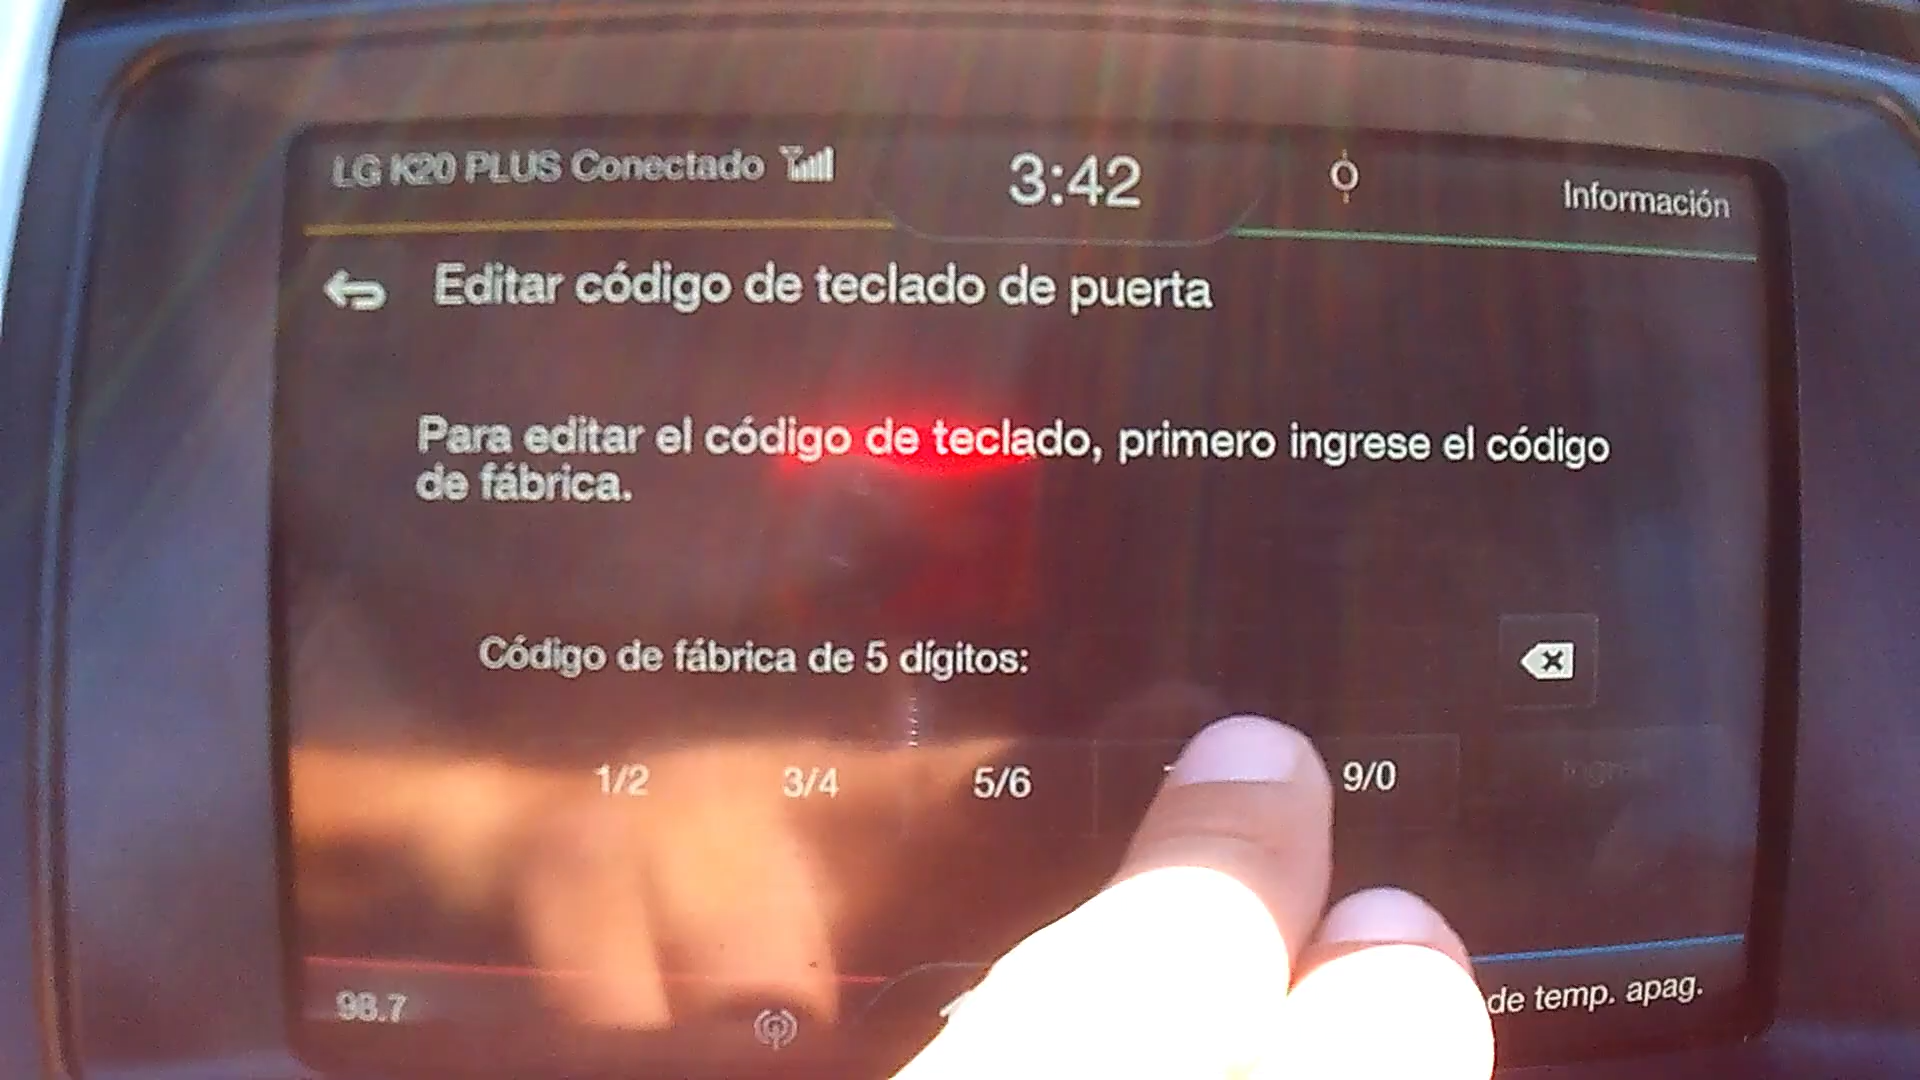 LG K20 PLUS Conectado
3:42
Información
Editar código de teclado de puerta
Para editar el código de teclado, primero ingrese el código
de fábrica.
Código de fábrica de 5 dígitos:
1/2 3/4 5/6 9/0
98.7
de temp. apag.